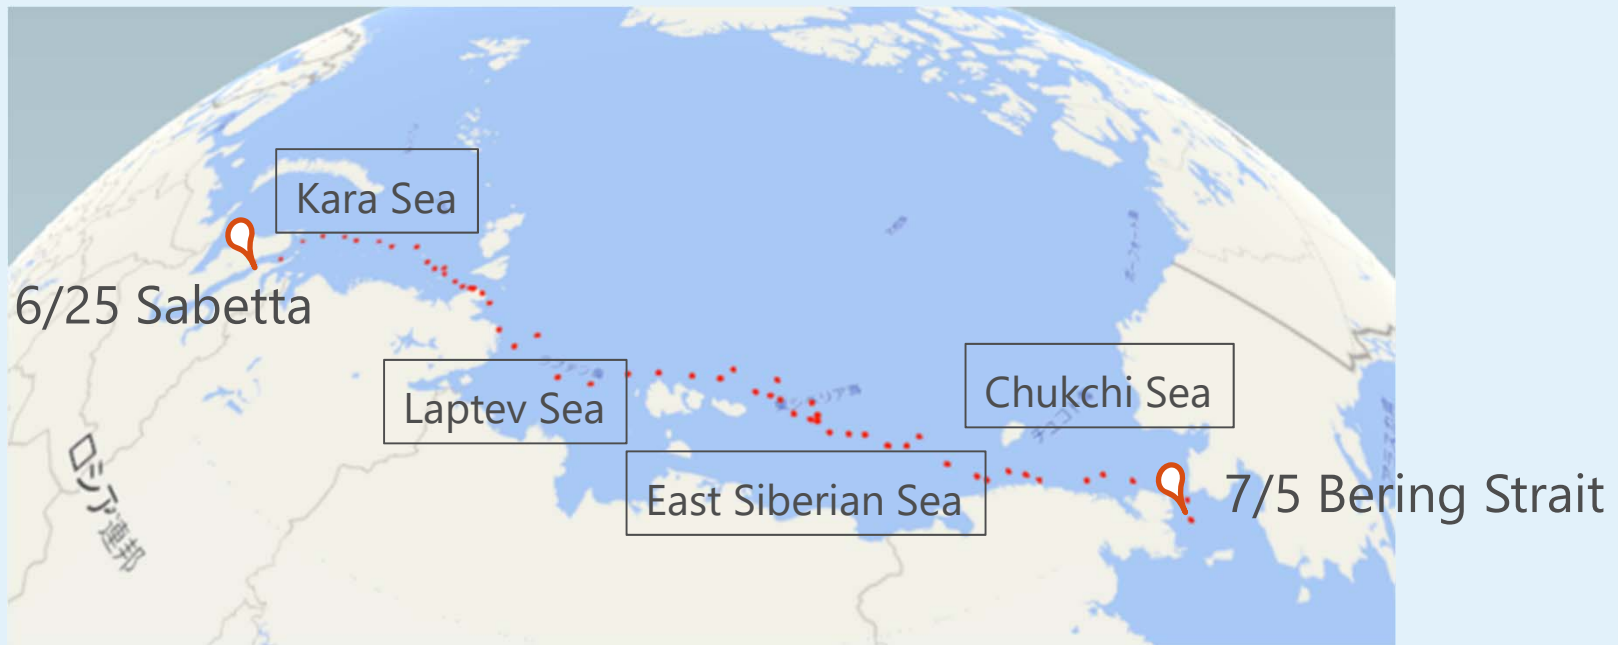 Kara Sea
6/25 Sabetta
Laptev Sea
Chukchi Sea
East Siberian Sea
7/5 Bering Strait
ロシア連邦